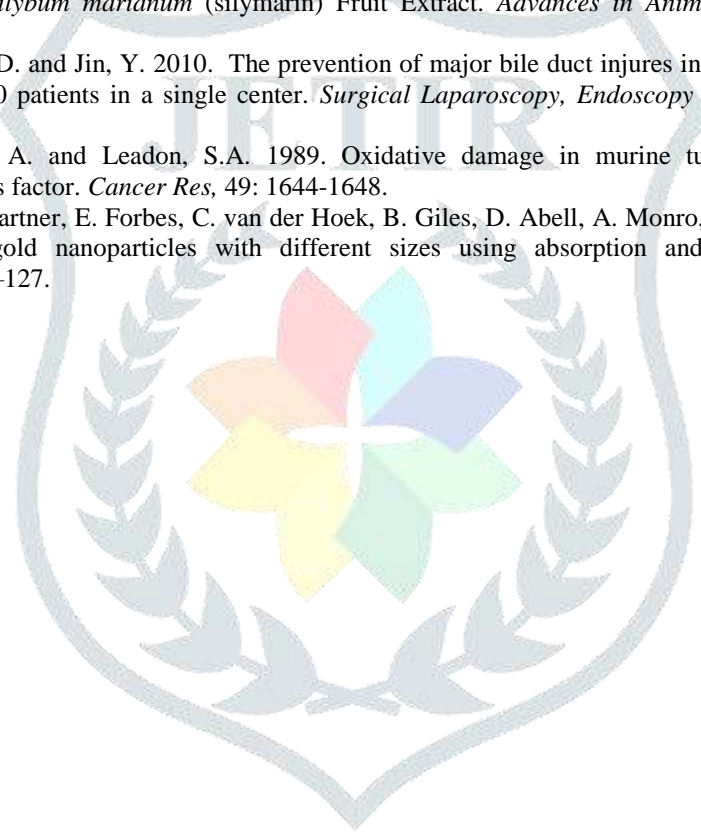 (silymarin) Fruit Extract. Advances in Anim
D. and Jin, Y. 2010. The prevention of major bile duct injures in
0 patients in a single center. Surgical Laparoscopy, Endoscopy
JETIR
A. and Leadon, S.A. 1989. Oxidative damage in murine tu
s factor. Cancer Res, 49: 1644-1648.
artner, E. Forbes, C. van der Hoek, B. Giles, D. Abell, A. Monro,
gold nanoparticles with different sizes using absorption and
–127.